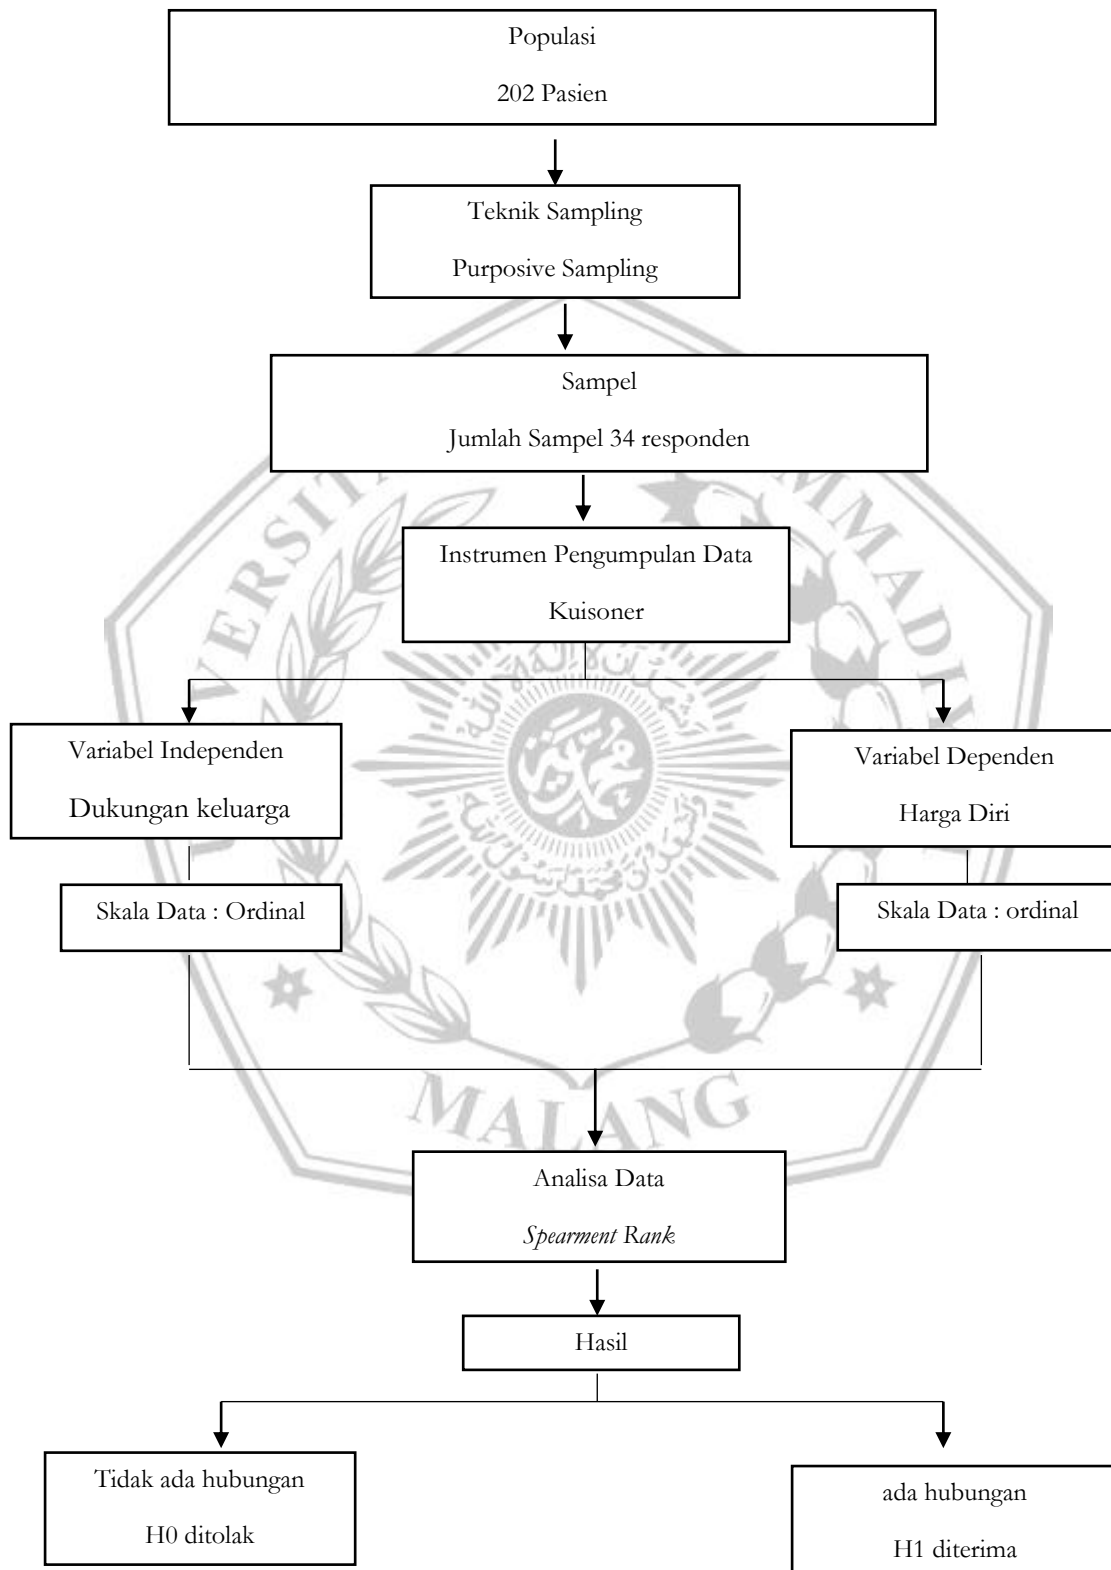 Populasi
202 Pasien
Teknik Sampling
Purposive Sampling
Sampel
Jumlah Sampel 34 responden
Instrumen Pengumpulan Data
Kuisoner
Variabel Independen
Dukungan keluarga
Variabel Dependen
Harga Diri
Skala Data : Ordinal
Skala Data : ordinal
MALANG
Analisa Data
Spearment Rank
Hasil
Tidak ada hubungan
H0 ditolak
ada hubungan
H1 diterima